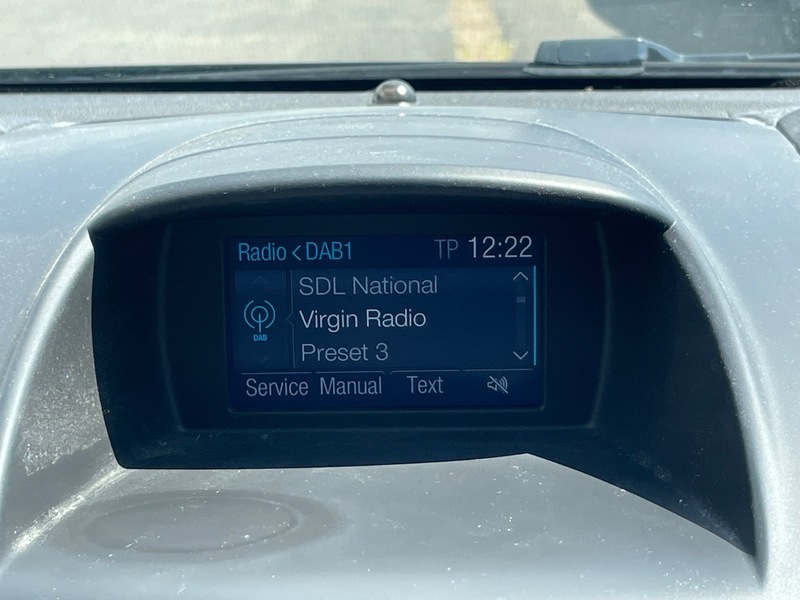 Radio < DAB1 TP 12:22
SDL National
Virgin Radio
DAB
Preset 3
Service Manual Text